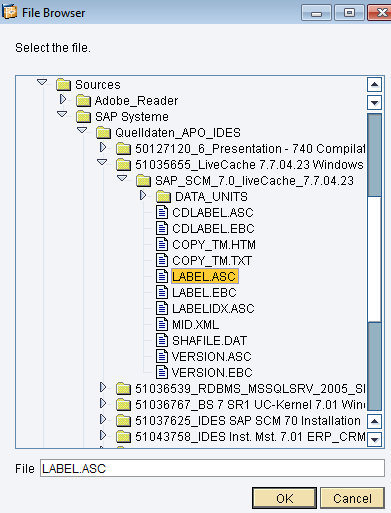 File Browser
Select the file.
Sources
Adobe_Reader
SAP Systeme
Quelldaten_APO_IDES
50127120_6_Presentation - 740 Compilat
51035655_LiveCache 7.7.04.23 Windows
SAP_SCM_7.0_liveCache_7.7.04.23
DATA_UNITS
CDLABEL.ASC
CDLABEL.EBC
COPY_TM.HTM
COPY_TM.TXT
LABEL.ASC
LABEL.EBC
LABELIDX.ASC
MID.XML
SHAFILE.DAT
VERSION.ASC
VERSION.EBC
51036539_RDBMS_MSSQLSRV_2005_SI
51036767_BS 7 SR1 UC-Kernel 7.01 Wind
51037625_IDES SAP SCM 70 Installation
51043758_IDES Inst. Mst. 7.01 ERP_CRM
File LABEL.ASC
OK Cancel